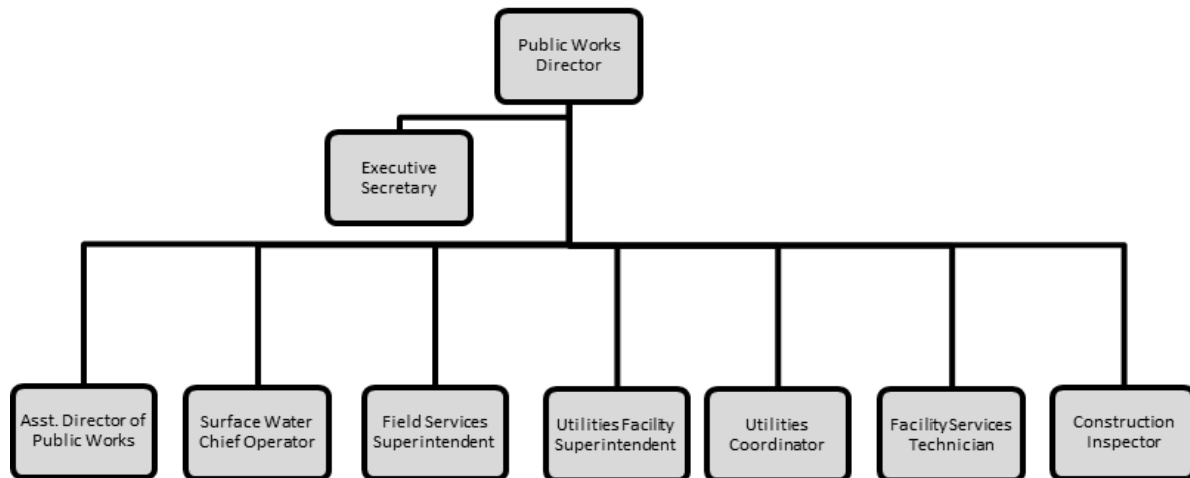 Public Works
Director
Executive
Secretary
Asst. Director of
Public Works
Surface Water
Chief Operator
Field Services
Superintendent
Utilities Facility
Superintendent
Utilities
Coordinator
Facility Services
Technician
Construction
Inspector